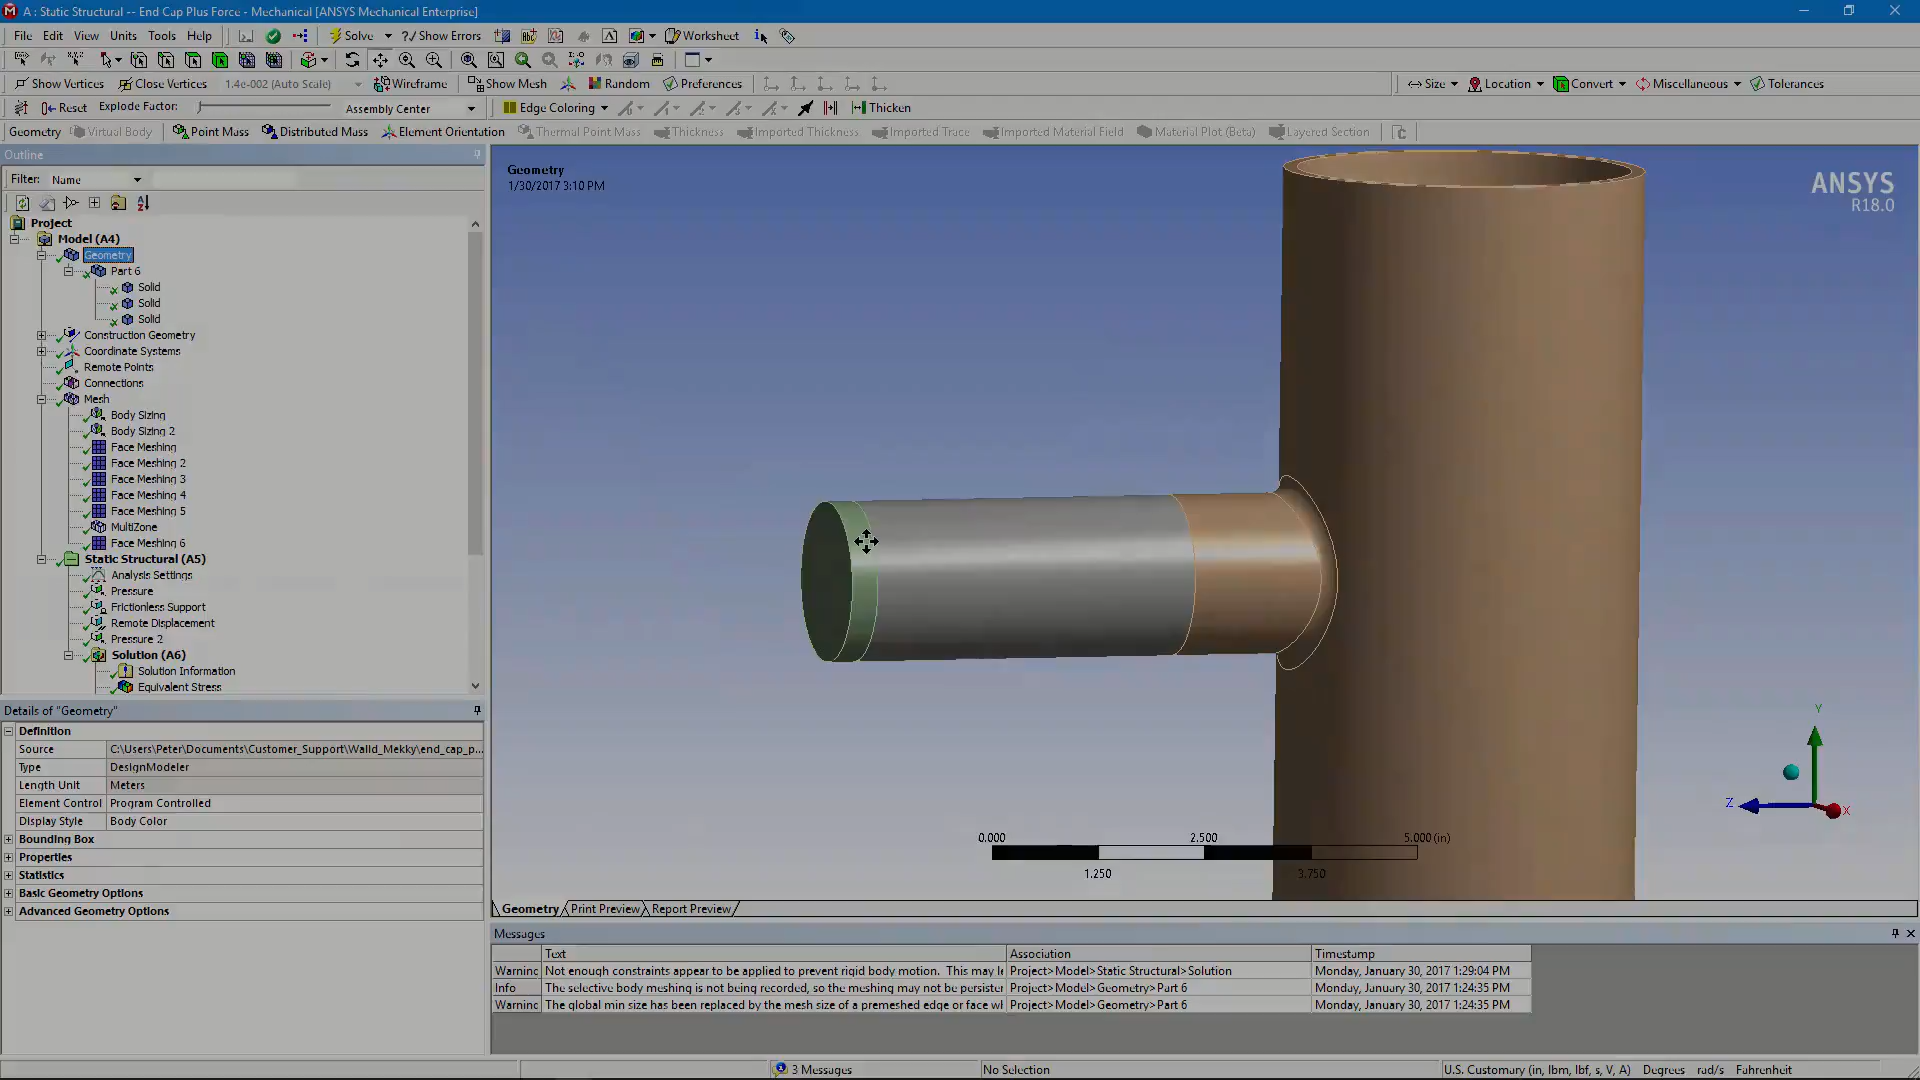 A : Static Structural -- End Cap Plus Force - Mechanical [ANSYS Mechanical Enterprise]
File Edit View Units Tools Help Solve ?/ Show Errors Worksheet
Show Vertices Close Vertices 1.4e-002 (Auto Scale) Wireframe Show Mesh Random Preferences Size Location Convert Miscellaneous Tolerances
Reset Explode Factor: Assembly Center Edge Coloring Thicken
Geometry Virtual Body Point Mass Distributed Mass Element Orientation Thermal Point Mass Thickness Imported Thickness Imported Trace Imported Material Field Material Plot (Beta) Layered Section
Outline
Filter: Name
Project
Model (A4)
Geometry
Part 6
Solid
Solid
Solid
Construction Geometry
Coordinate Systems
Remote Points
Connections
Mesh
Body Sizing
Body Sizing 2
Face Meshing
Face Meshing 2
Face Meshing 3
Face Meshing 4
Face Meshing 5
MultiZone
Face Meshing 6
Static Structural (A5)
Analysis Settings
Pressure
Frictionless Support
Remote Displacement
Pressure 2
Solution (A6)
Solution Information
Equivalent Stress
Details of "Geometry"
Definition
Source C:\Users\Peter\Documents\Customer_Support\Walid_Mekky\end_cap_p...
Type DesignModeler
Length Unit Meters
Element Control Program Controlled
Display Style Body Color
Bounding Box
Properties
Statistics
Basic Geometry Options
Advanced Geometry Options
Geometry
1/30/2017 3:10 PM
ANSYS
R18.0
Y
Z
X
0.000 2.500 5.000 (in)
1.250 3.750
Geometry Print Preview Report Preview
Messages
Text Association Timestamp
Warning Not enough constraints appear to be applied to prevent rigid body motion. This may Project>Model>Static Structural>Solution Monday, January 30, 2017 1:29:04 PM
Info The selective body meshing is not being recorded, so the meshing may not be persister Project>Model>Geometry>Part 6 Monday, January 30, 2017 1:24:35 PM
Warning The global min size has been replaced by the mesh size of a premeshed edge or face Project>Model>Geometry>Part 6 Monday, January 30, 2017 1:24:35 PM
3 Messages No Selection U.S. Customary (in, lbm, lbf, s, V, A) Degrees rad/s Fahrenheit